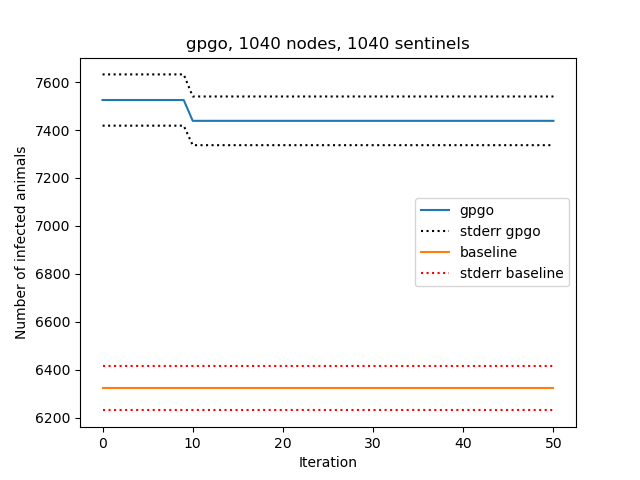 gpgo, 1040 nodes, 1040 sentinels
7600
7400
7200
7000
6800
6600
6400
6200
Number of infected animals
gpgo
stderr gpgo
baseline
stderr baseline
0 10 20 30 40 50
Iteration